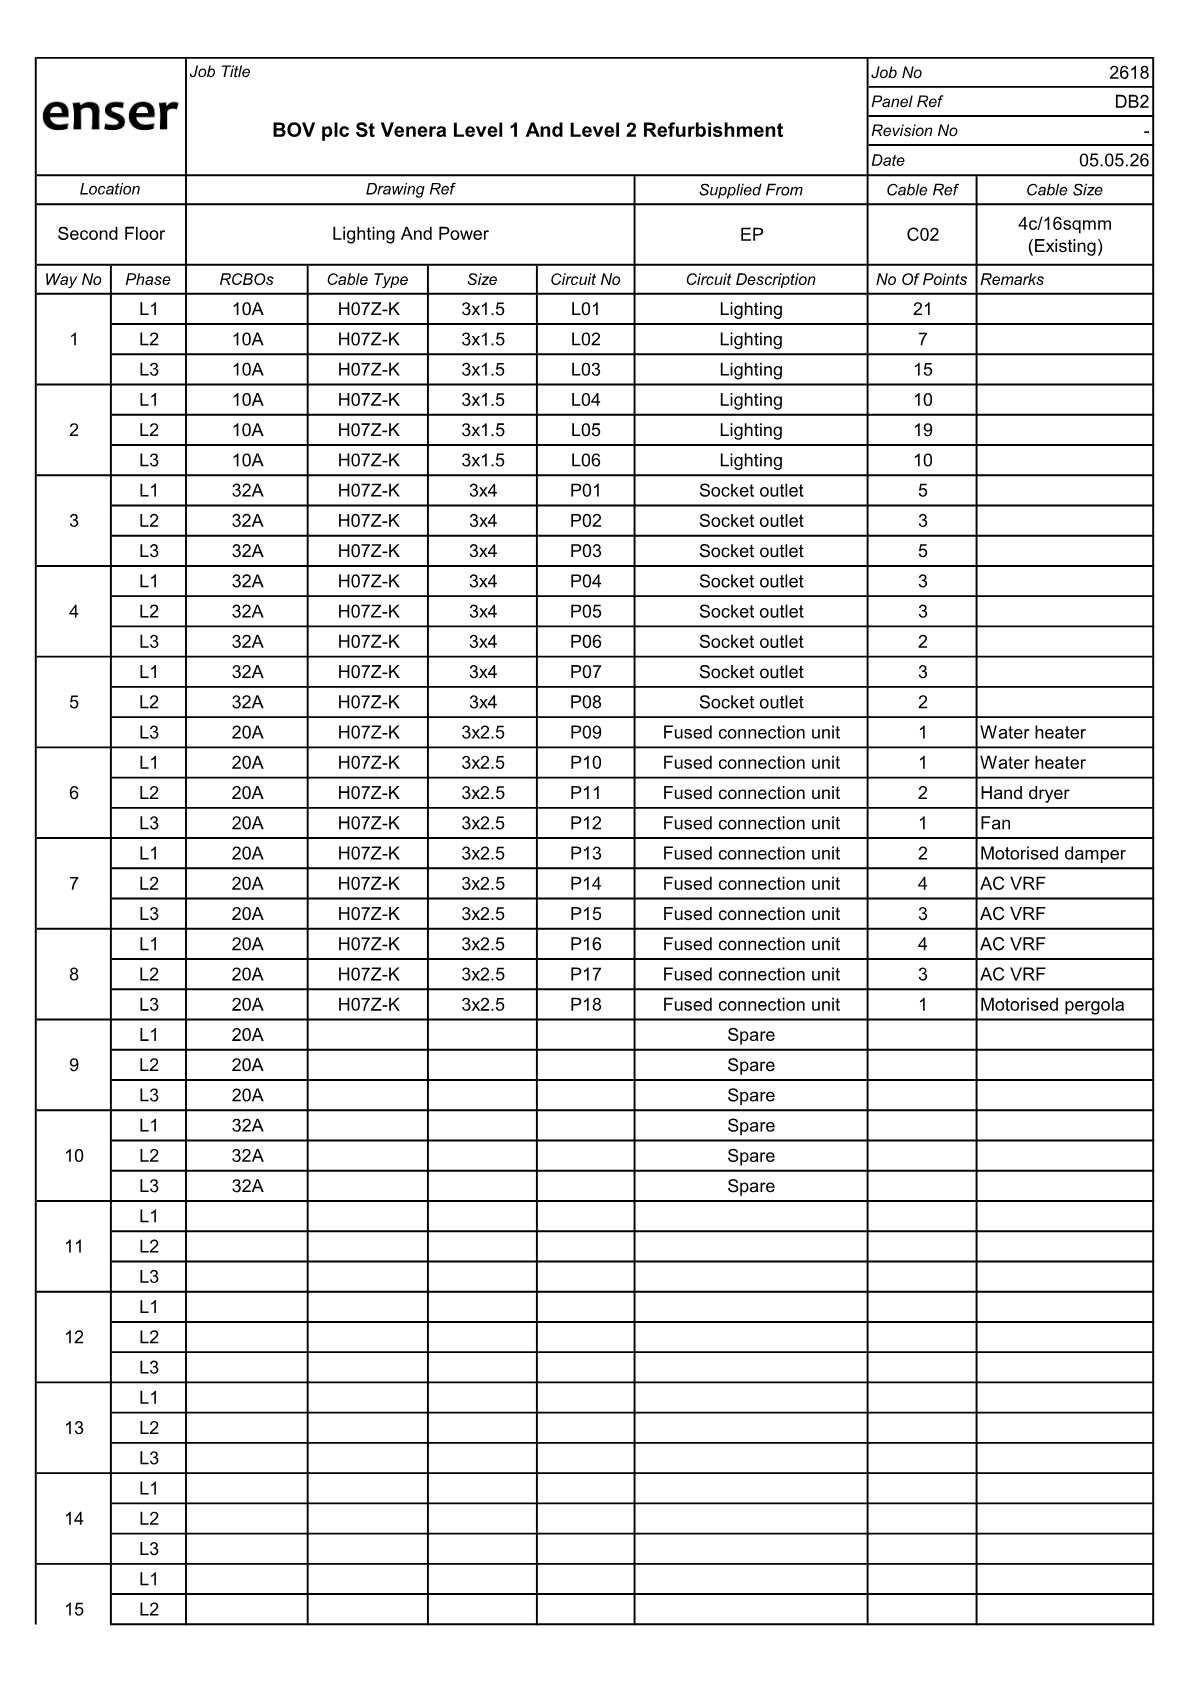 enser
Job Title
BOV plc St Venera Level 1 And Level 2 Refurbishment
Job No 2618
Panel Ref DB2
Revision No -
Date 05.05.26
Location Drawing Ref Supplied From Cable Ref Cable Size
Second Floor Lighting And Power EP C02 4c/16sqmm
(Existing)
Way No Phase RCBOs Cable Type Size Circuit No Circuit Description No Of Points Remarks
L1 10A H07Z-K 3x1.5 L01 Lighting 21
1 L2 10A H07Z-K 3x1.5 L02 Lighting 7
L3 10A H07Z-K 3x1.5 L03 Lighting 15
L1 10A H07Z-K 3x1.5 L04 Lighting 10
2 L2 10A H07Z-K 3x1.5 L05 Lighting 19
L3 10A H07Z-K 3x1.5 L06 Lighting 10
L1 32A H07Z-K 3x4 P01 Socket outlet 5
3 L2 32A H07Z-K 3x4 P02 Socket outlet 3
L3 32A H07Z-K 3x4 P03 Socket outlet 5
L1 32A H07Z-K 3x4 P04 Socket outlet 3
4 L2 32A H07Z-K 3x4 P05 Socket outlet 3
L3 32A H07Z-K 3x4 P06 Socket outlet 2
L1 32A H07Z-K 3x4 P07 Socket outlet 3
5 L2 32A H07Z-K 3x4 P08 Socket outlet 2
L3 20A H07Z-K 3x2.5 P09 Fused connection unit 1 Water heater
L1 20A H07Z-K 3x2.5 P10 Fused connection unit 1 Water heater
6 L2 20A H07Z-K 3x2.5 P11 Fused connection unit 2 Hand dryer
L3 20A H07Z-K 3x2.5 P12 Fused connection unit 1 Fan
L1 20A H07Z-K 3x2.5 P13 Fused connection unit 2 Motorised damper
7 L2 20A H07Z-K 3x2.5 P14 Fused connection unit 4 AC VRF
L3 20A H07Z-K 3x2.5 P15 Fused connection unit 3 AC VRF
L1 20A H07Z-K 3x2.5 P16 Fused connection unit 4 AC VRF
8 L2 20A H07Z-K 3x2.5 P17 Fused connection unit 3 AC VRF
L3 20A H07Z-K 3x2.5 P18 Fused connection unit 1 Motorised pergola
L1 20A Spare
9 L2 20A Spare
L3 20A Spare
L1 32A Spare
10 L2 32A Spare
L3 32A Spare
L1
11 L2
L3
L1
12 L2
L3
L1
13 L2
L3
L1
14 L2
L3
L1
15 L2